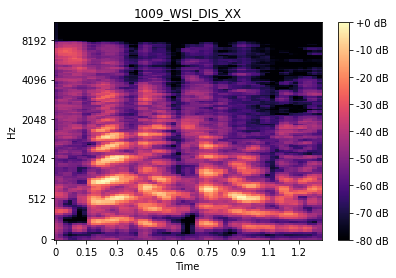 1009_WSI_DIS_XX
8192
4096
2048
1024
512
0
Hz
0
0.15
0.3
0.45
0.6
0.75
0.9
1.2
Time
+0 dB
-10 dB
-20 dB
-30 dB
-40 dB
-50 dB
-60 dB
-70 dB
-80 dB